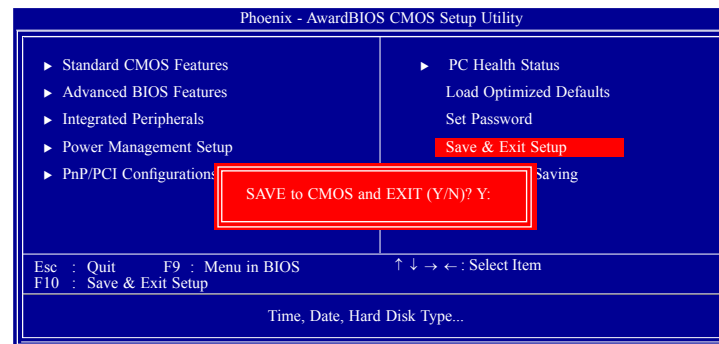 Phoenix - AwardBIOS CMOS Setup Utility
► Standard CMOS Features
► Advanced BIOS Features
► Integrated Peripherals
► Power Management Setup
► PnP/PCI Configurations
► PC Health Status
Load Optimized Defaults
Set Password
Save & Exit Setup
Saving
SAVE to CMOS and EXIT (Y/N)? Y:
Esc : Quit F9 : Menu in BIOS
F10 : Save & Exit Setup
↑ ↓ → ← : Select Item
Time, Date, Hard Disk Type...